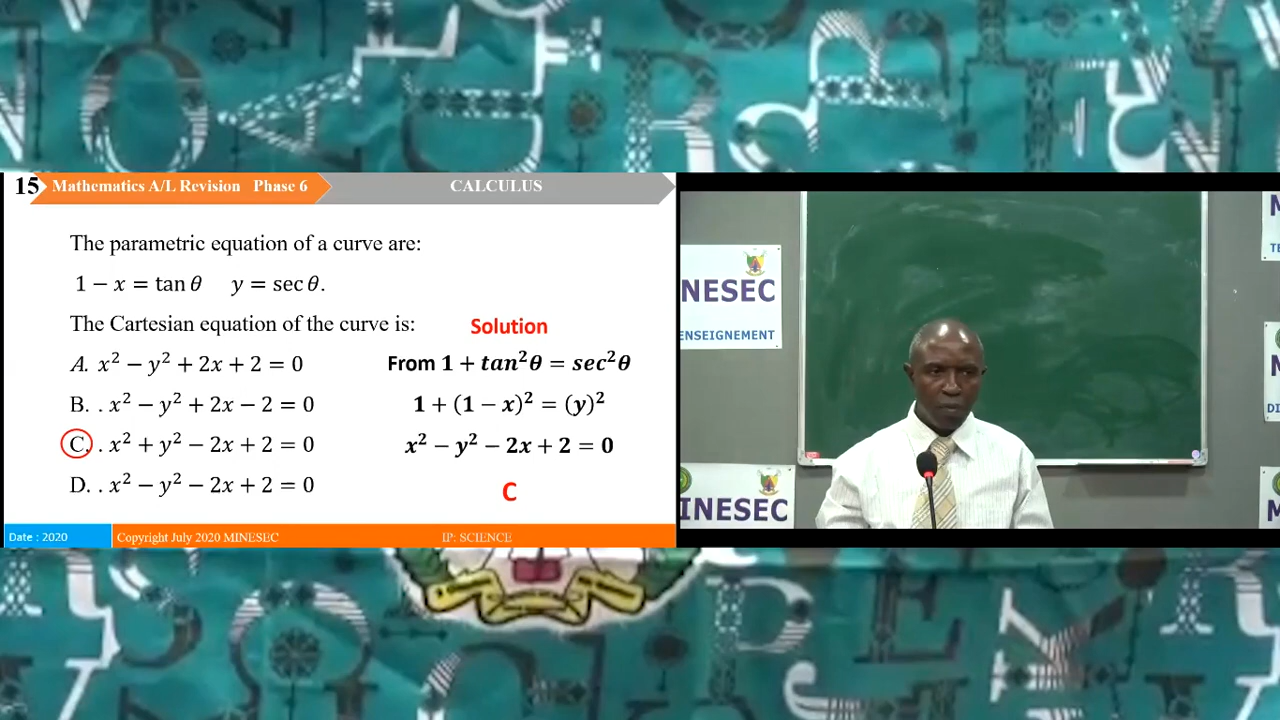 15 Mathematics A/L Revision Phase 6 CALCULUS
The parametric equation of a curve are:
1 − x = tan θ y = sec θ.
The Cartesian equation of the curve is: Solution
A. x² − y² + 2x + 2 = 0 From 1 + tan²θ = sec²θ
B. . x² − y² + 2x − 2 = 0 1 + (1 − x)² = (y)²
C. . x² + y² − 2x + 2 = 0 x² − y² − 2x + 2 = 0
D. . x² − y² − 2x + 2 = 0 C
Date : 2020 Copyright July 2020 MINESEC IP: SCIENCE
NESEC
ENSEIGNEMENT
INESEC
M
TE
M
DI
M